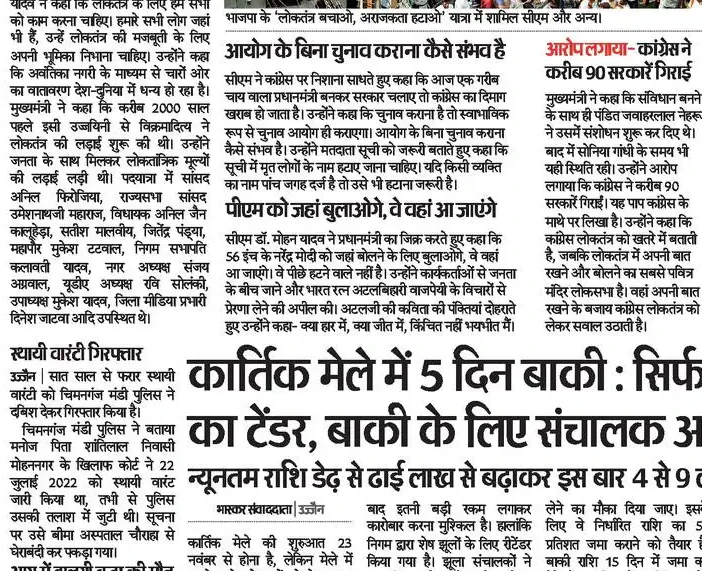 यादव ने कहा कि लोकतंत्र के लिए हम सभी
को काम करना चाहिए। हमारे सभी लोग जहां
भी हैं, उन्हें लोकतंत्र की मजबूती के लिए
अपनी भूमिका निभाना चाहिए। उन्होंने कहा
कि अवंतिका नगरी के माध्यम से चारों ओर
का वातावरण देश-दुनिया में धन्य हो रहा है।
मुख्यमंत्री ने कहा कि करीब 2000 साल
पहले इसी उज्जयिनी से विक्रमादित्य ने
लोकतंत्र की लड़ाई शुरू की थी। उन्होंने
जनता के साथ मिलकर लोकतांत्रिक मूल्यों
की लड़ाई लड़ी थी। पदयात्रा में सांसद
अनिल फिरोजिया, राज्यसभा सांसद
उमेशनाथजी महाराज, विधायक अनिल जैन
कालूहेड़ा, सतीश मालवीय, जितेंद्र पंड्या,
महापौर मुकेश टटवाल, निगम सभापति
कलावती यादव, नगर अध्यक्ष संजय
अग्रवाल, यूडीए अध्यक्ष रवि सोलंकी,
उपाध्यक्ष मुकेश यादव, जिला मीडिया प्रभारी
दिनेश जाटवा आदि उपस्थित थे।
भाजपा के 'लोकतंत्र बचाओ, अराजकता हटाओ' यात्रा में शामिल सीएम और अन्य।
आयोग के बिना चुनाव कराना कैसे संभव है
सीएम ने कांग्रेस पर निशाना साधते हुए कहा कि आज एक गरीब
चाय वाला प्रधानमंत्री बनकर सरकार चलाए तो कांग्रेस का दिमाग
खराब हो जाता है। उन्होंने कहा कि चुनाव कराना है तो स्वाभाविक
रूप से चुनाव आयोग ही कराएगा। आयोग के बिना चुनाव कराना
कैसे संभव है। उन्होंने मतदाता सूची को जरूरी बताते हुए कहा कि
सूची में मृत लोगों के नाम हटाए जाना चाहिए। यदि किसी व्यक्ति
का नाम पांच जगह दर्ज है तो उसे भी हटाना जरूरी है।
पीएम को जहां बुलाओगे, वे वहां आ जाएंगे
सीएम डॉ. मोहन यादव ने प्रधानमंत्री का जिक्र करते हुए कहा कि
56 इंच के नरेंद्र मोदी को जहां बोलने के लिए बुलाओगे, वे वहां
आ जाएंगे। वे पीछे हटने वाले नहीं है। उन्होंने कार्यकर्ताओं से जनता
के बीच जाने और भारत रत्न अटलबिहारी वाजपेयी के विचारों से
प्रेरणा लेने की अपील की। अटलजी की कविता की पंक्तियां दोहराते
हुए उन्होंने कहा- क्या हार में, क्या जीत में, किंचित नहीं भयभीत मैं।
आरोप लगाया- कांग्रेस ने
करीब 90 सरकारें गिराई
मुख्यमंत्री ने कहा कि संविधान बनने
के साथ ही पंडित जवाहरलाल नेहरू
ने उसमें संशोधन शुरू कर दिए थे।
बाद में सोनिया गांधी के समय भी
यही स्थिति रही। उन्होंने आरोप
लगाया कि कांग्रेस ने करीब 90
सरकारें गिराईं। यह पाप कांग्रेस के
माथे पर लिखा है। उन्होंने कहा कि
कांग्रेस लोकतंत्र को खतरे में बताती
है, जबकि लोकतंत्र में अपनी बात
रखने और बोलने का सबसे पवित्र
मंदिर लोकसभा है। वहां अपनी बात
रखने के बजाय कांग्रेस लोकतंत्र को
लेकर सवाल उठाती है।
स्थायी वारंटी गिरफ्तार
उज्जैन | सात साल से फरार स्थायी
वारंटी को चिमनगंज मंडी पुलिस ने
दबिश देकर गिरफ्तार किया है।
चिमनगंज मंडी पुलिस ने बताया
मनोज पिता शांतिलाल निवासी
मोहननगर के खिलाफ कोर्ट ने 22
जुलाई 2022 को स्थायी वारंट
जारी किया था, तभी से पुलिस
उसकी तलाश में जुटी थी। सूचना
पर उसे बीमा अस्पताल चौराहा से
घेराबंदी कर पकड़ा गया।
कार्तिक मेले में 5 दिन बाकी : सिर्फ
का टेंडर, बाकी के लिए संचालक
न्यूनतम राशि डेढ़ से ढाई लाख से बढ़ाकर इस बार 4 से 9
भास्कर संवाददाता | उज्जैन
कार्तिक मेले की शुरुआत 23
नवंबर से होना है, लेकिन मेले में
बाद इतनी बड़ी रकम लगाकर
कारोबार करना मुश्किल है। हालांकि
निगम द्वारा शेष झूलों के लिए रीटेंडर
किया गया है। झूला संचालकों ने
लेने का मौका दिया जाए।
लिए वे निर्धारित राशि का
प्रतिशत जमा कराने को तैयार
बाकी राशि 15 दिन में जमा